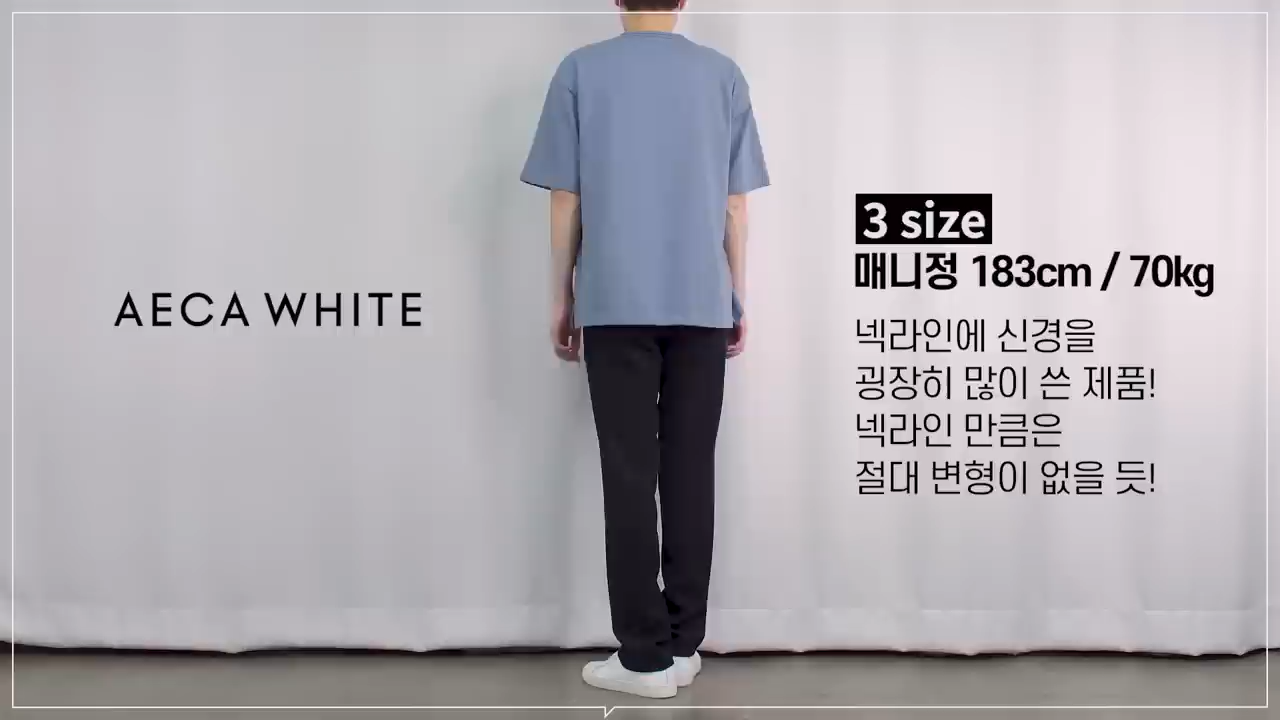 AECA WHITE
3 size
매니정 183cm / 70kg
넥라인에 신경을
굉장히 많이 쓴 제품!
넥라인 만큼은
절대 변형이 없을 듯!